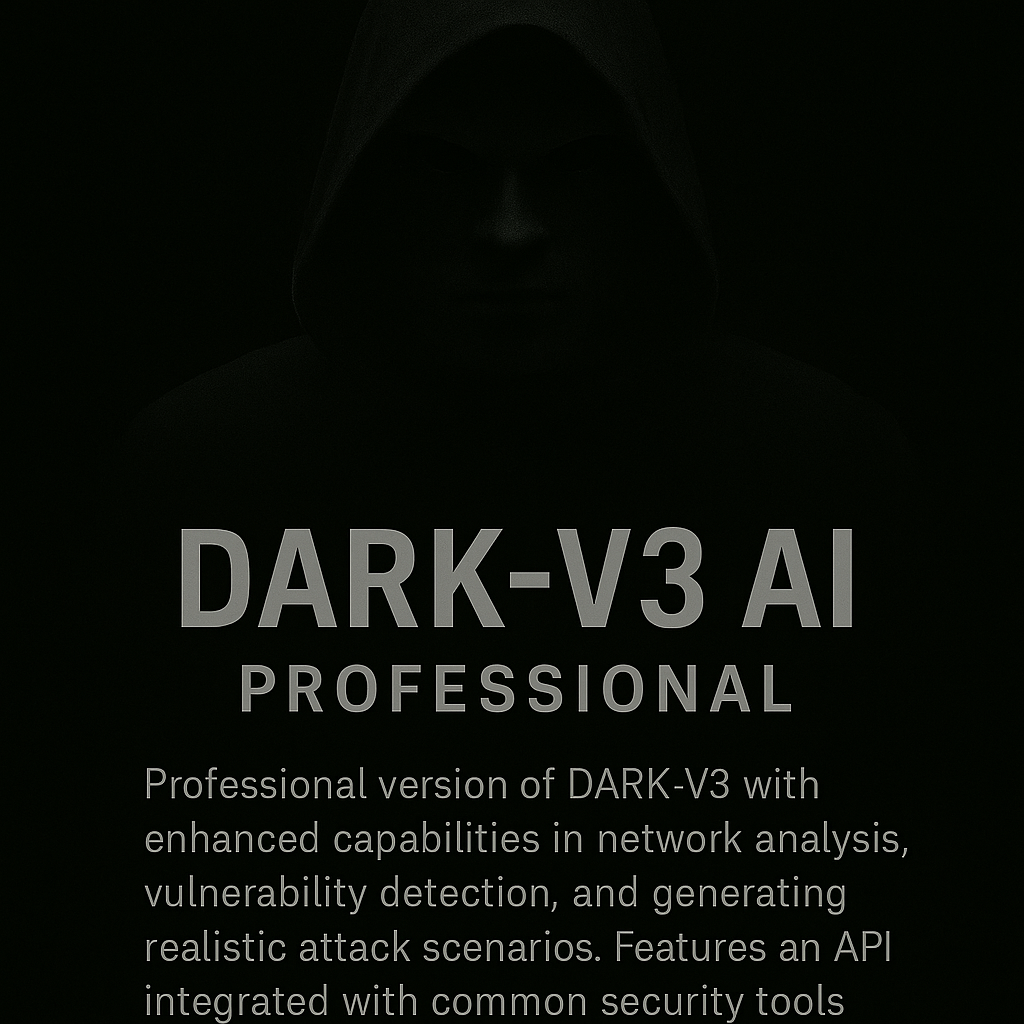 DARK-V3 AI
PROFESSIONAL
Professional version of DARK-V3 with
enhanced capabilities in network analysis,
vulnerability detection, and generating
realistic attack scenarios. Features an API
integrated with common security tools